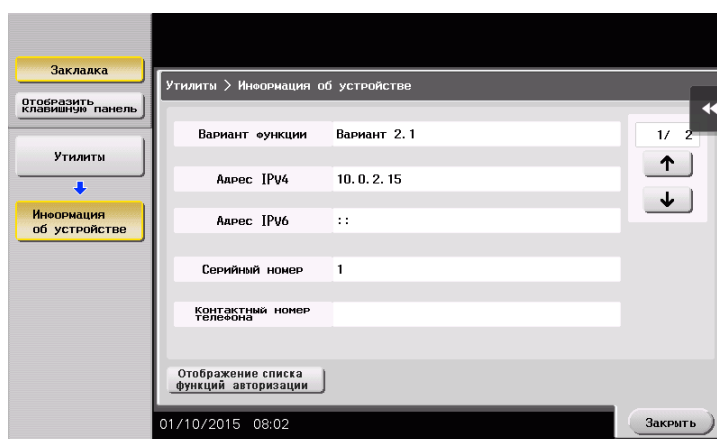 Закладка
Отобразить
клавишную панель
Утилиты
Информация
об устройстве
Утилиты > Информация об устройстве
Вариант функции Вариант 2.1
1/ 2
Адрес IPv4 10.0.2.15
Адрес IPv6 ::
Серийный номер 1
Контактный номер
телефона
Отображение списка
функций авторизации
01/10/2015 08:02
Закрыть